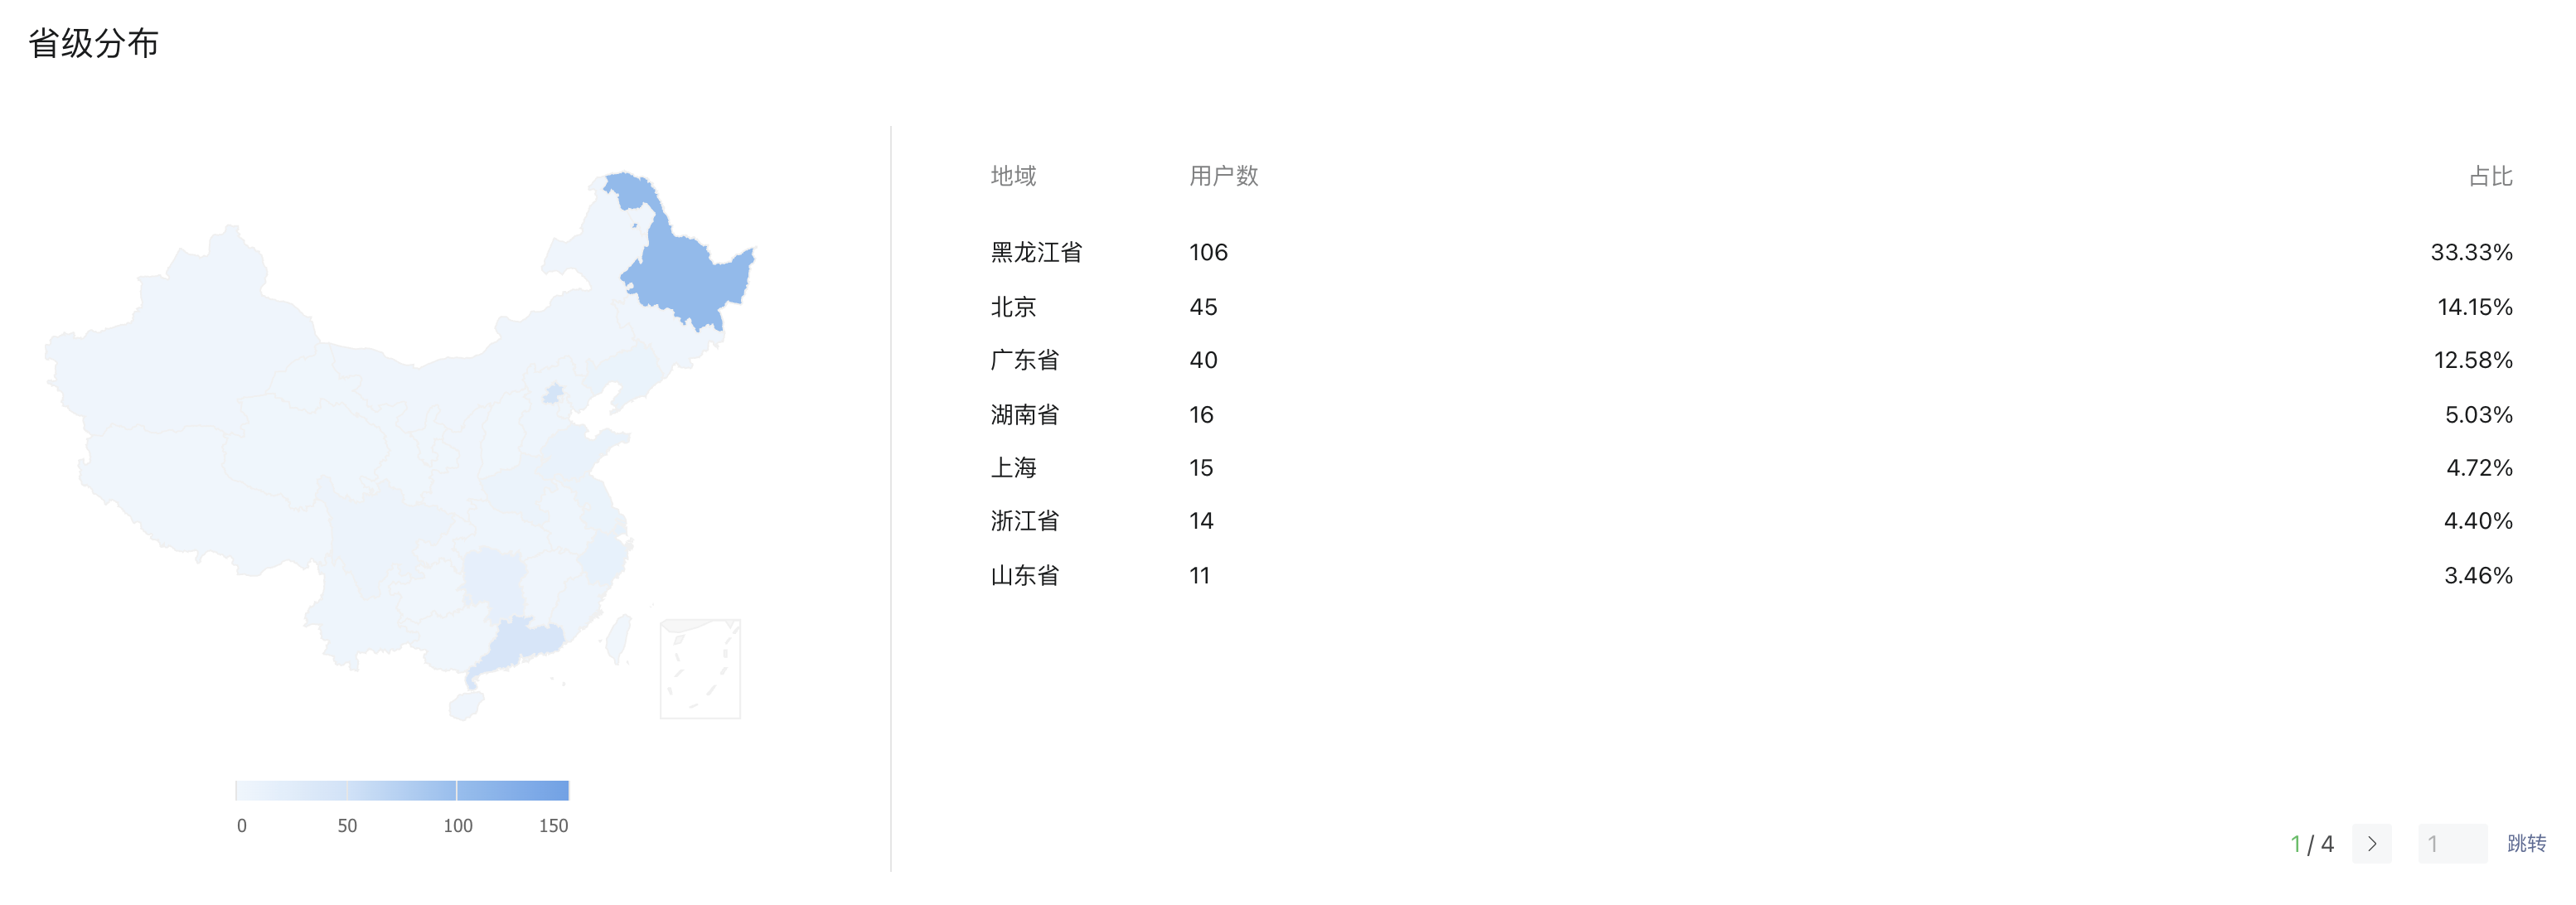 省级分布
地域 用户数 占比
黑龙江省 106 33.33%
北京 45 14.15%
广东省 40 12.58%
湖南省 16 5.03%
上海 15 4.72%
浙江省 14 4.40%
山东省 11 3.46%
0 50 100 150
1 / 4 1 跳转